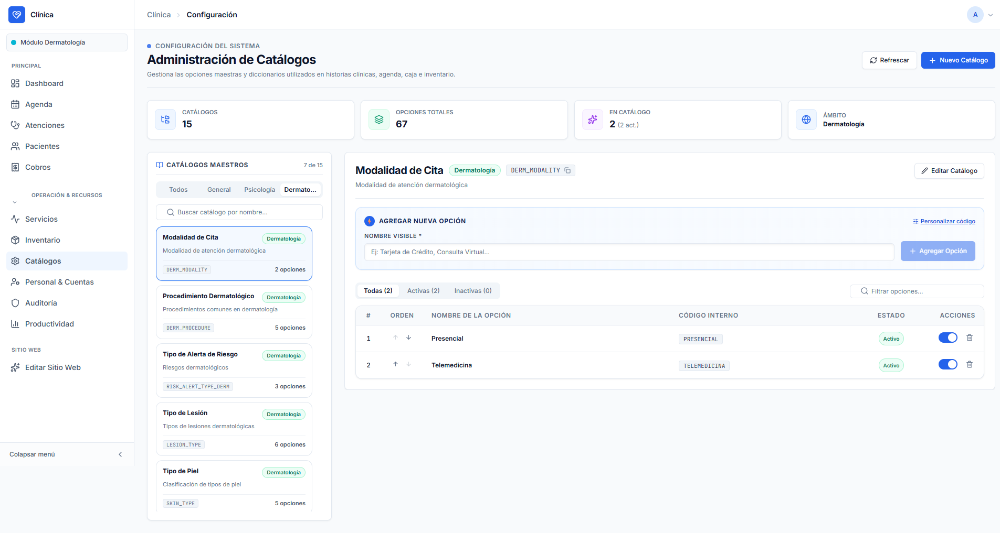 Clínica
Módulo Dermatología
PRINCIPAL
Dashboard
Agenda
Atenciones
Pacientes
Cobros
OPERACIÓN & RECURSOS
Servicios
Inventario
Catálogos
Personal & Cuentas
Auditoría
Productividad
SITIO WEB
Editar Sitio Web
Colapsar menú
Clínica Configuración
A
CONFIGURACIÓN DEL SISTEMA
Administración de Catálogos
Gestiona las opciones maestras y diccionarios utilizados en historias clínicas, agenda, caja e inventario.
Refrescar
Nuevo Catálogo
CATÁLOGOS
15
OPCIONES TOTALES
67
EN CATÁLOGO
2 (2 act.)
ÁMBITO
Dermatología
CATÁLOGOS MAESTROS 7 de 15
Todos General Psicología Dermato...
Buscar catálogo por nombre...
Modalidad de Cita Dermatología
Modalidad de atención dermatológica
DERM_MODALITY 2 opciones
Procedimiento Dermatológico Dermatología
Procedimientos comunes en dermatología
DERM_PROCEDURE 5 opciones
Tipo de Alerta de Riesgo Dermatología
Riesgos dermatológicos
RISK_ALERT_TYPE_DERM 3 opciones
Tipo de Lesión Dermatología
Tipos de lesiones dermatológicas
LESION_TYPE 6 opciones
Tipo de Piel Dermatología
Clasificación de tipos de piel
SKIN_TYPE 5 opciones
Modalidad de Cita Dermatología DERM_MODALITY
Editar Catálogo
Modalidad de atención dermatológica
AGREGAR NUEVA OPCIÓN
Personalizar código
NOMBRE VISIBLE *
Ej: Tarjeta de Crédito, Consulta Virtual...
Agregar Opción
Todas (2) Activas (2) Inactivas (0)
Filtrar opciones...
# ORDEN NOMBRE DE LA OPCIÓN CÓDIGO INTERNO ESTADO ACCIONES
1 Presencial PRESENCIAL Activo
2 Telemedicina TELEMEDICINA Activo